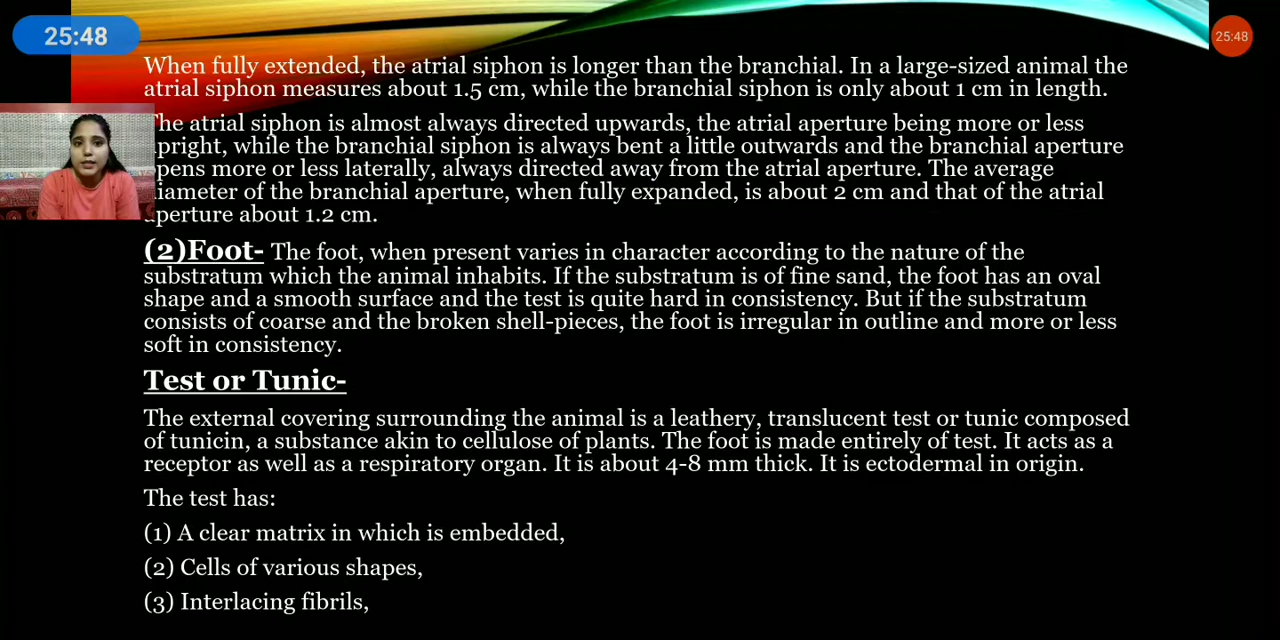 25:48
25:48
When fully extended, the atrial siphon is longer than the branchial. In a large-sized animal the
atrial siphon measures about 1.5 cm, while the branchial siphon is only about 1 cm in length.
The atrial siphon is almost always directed upwards, the atrial aperture being more or less
upright, while the branchial siphon is always bent a little outwards and the branchial aperture
opens more or less laterally, always directed away from the atrial aperture. The average
diameter of the branchial aperture, when fully expanded, is about 2 cm and that of the atrial
aperture about 1.2 cm.
(2)Foot- The foot, when present varies in character according to the nature of the
substratum which the animal inhabits. If the substratum is of fine sand, the foot has an oval
shape and a smooth surface and the test is quite hard in consistency. But if the substratum
consists of coarse and the broken shell-pieces, the foot is irregular in outline and more or less
soft in consistency.
Test or Tunic-
The external covering surrounding the animal is a leathery, translucent test or tunic composed
of tunicin, a substance akin to cellulose of plants. The foot is made entirely of test. It acts as a
receptor as well as a respiratory organ. It is about 4-8 mm thick. It is ectodermal in origin.
The test has:
(1) A clear matrix in which is embedded,
(2) Cells of various shapes,
(3) Interlacing fibrils,